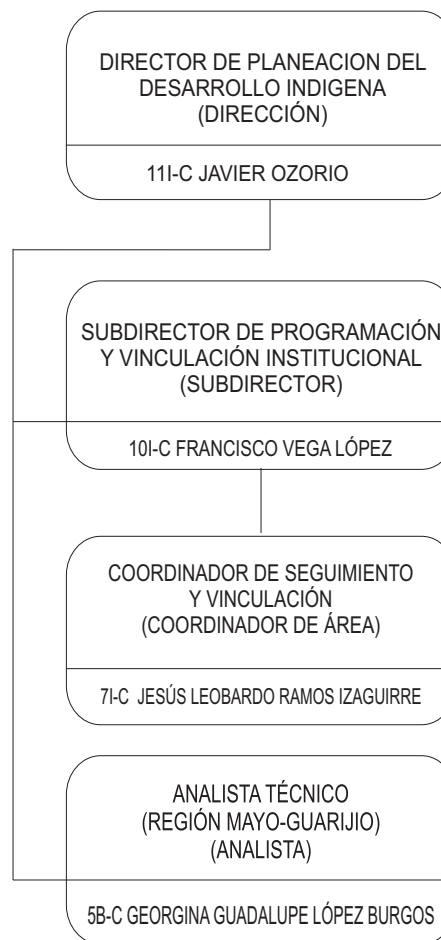 DIRECTOR DE PLANEACION DEL
DESARROLLO INDIGENA
(DIRECCIÓN)
11I-C JAVIER OZORIO
SUBDIRECTOR DE PROGRAMACIÓN
Y VINCULACIÓN INSTITUCIONAL
(SUBDIRECTOR)
10I-C FRANCISCO VEGA LÓPEZ
COORDINADOR DE SEGUIMIENTO
Y VINCULACIÓN
(COORDINADOR DE ÁREA)
7I-C JESÚS LEOBARDO RAMOS IZAGUIRRE
ANALISTA TÉCNICO
(REGIÓN MAYO-GUARIJIO)
(ANALISTA)
5B-C GEORGINA GUADALUPE LÓPEZ BURGOS